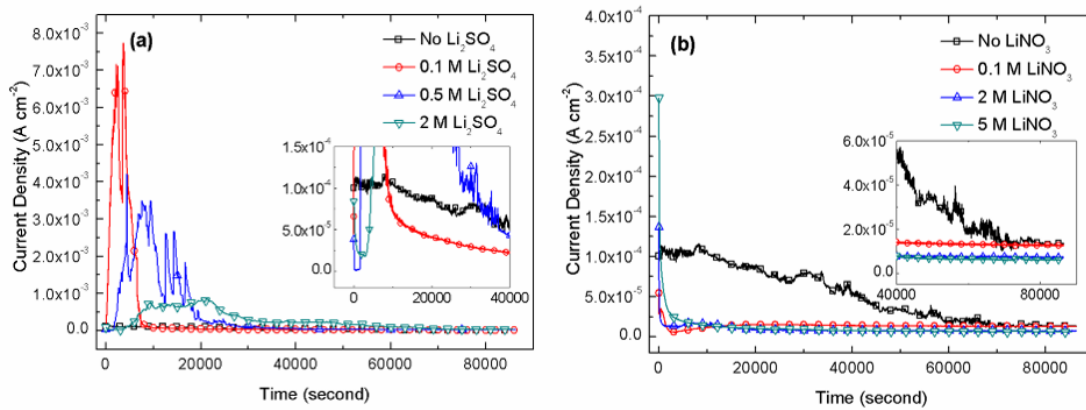 (a)
No Li₂SO₄
0.1 M Li₂SO₄
0.5 M Li₂SO₄
2 M Li₂SO₄
8.0x10⁻³
7.0x10⁻³
6.0x10⁻³
5.0x10⁻³
4.0x10⁻³
3.0x10⁻³
2.0x10⁻³
1.0x10⁻³
0.0
Current Density (A cm⁻²)
1.5x10⁻⁴
1.0x10⁻⁴
5.0x10⁻⁵
0.0
0 20000 40000
0 20000 40000 60000 80000
Time (second)
(b)
No LiNO₃
0.1 M LiNO₃
2 M LiNO₃
5 M LiNO₃
4.0x10⁻⁴
3.5x10⁻⁴
3.0x10⁻⁴
2.5x10⁻⁴
2.0x10⁻⁴
1.5x10⁻⁴
1.0x10⁻⁴
5.0x10⁻⁵
0.0
Current Density (A cm⁻²)
6.0x10⁻⁵
4.0x10⁻⁵
2.0x10⁻⁵
0.0
40000 60000 80000
0 20000 40000 60000 80000
Time (second)